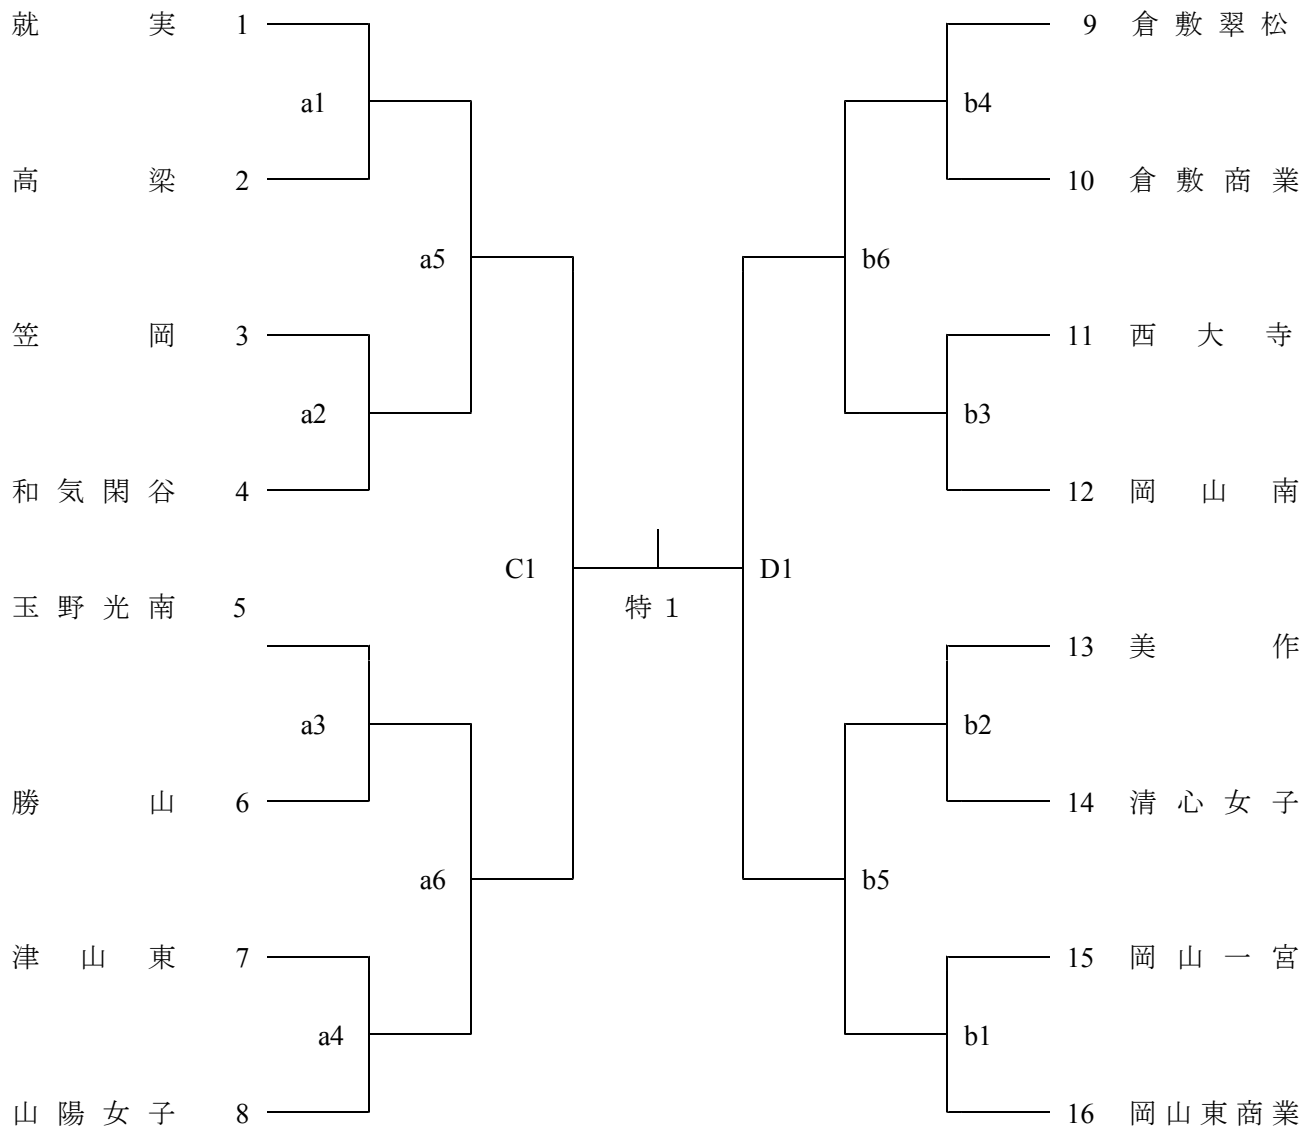 就実 1
a1
高梁 2
a5
笠岡 3
a2
和気閑谷 4
C1
玉野光南 5
a3
勝山 6
a6
津山東 7
a4
山陽女子 8
特１
9 倉敷翠松
b4
10 倉敷商業
b6
11 西大寺
b3
12 岡山南
D1
13 美作
b2
14 清心女子
b5
15 岡山一宮
b1
16 岡山東商業